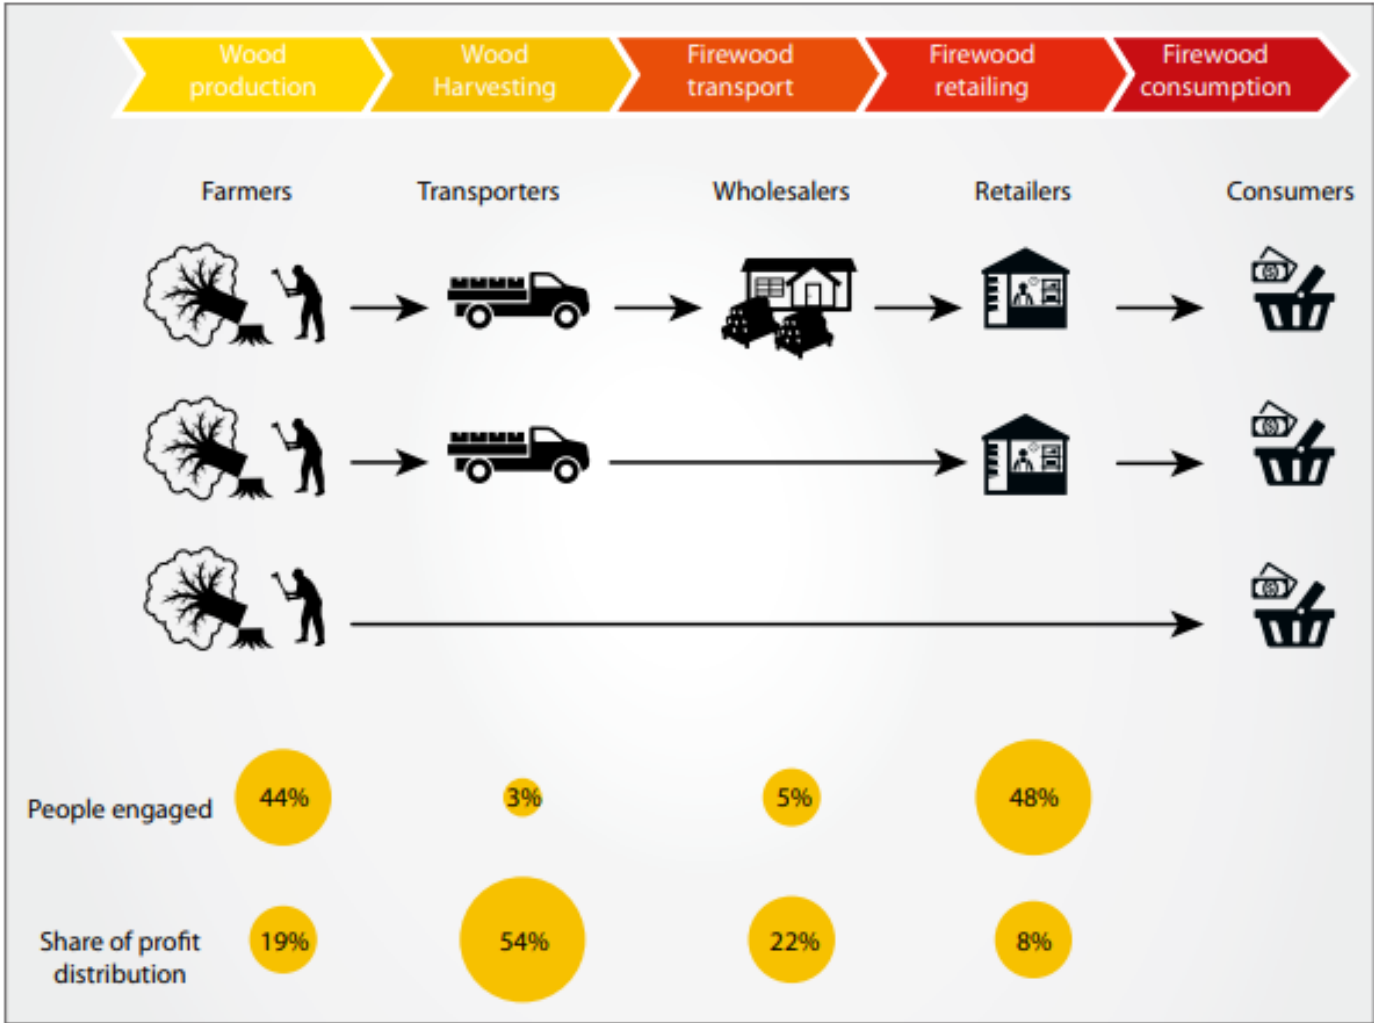 Wood
production
Wood
Harvesting
Firewood
transport
Firewood
retailing
Firewood
consumption
Farmers
Transporters
Wholesalers
Retailers
Consumers
People engaged
44%
3%
5%
48%
Share of profit
distribution
19%
54%
22%
8%